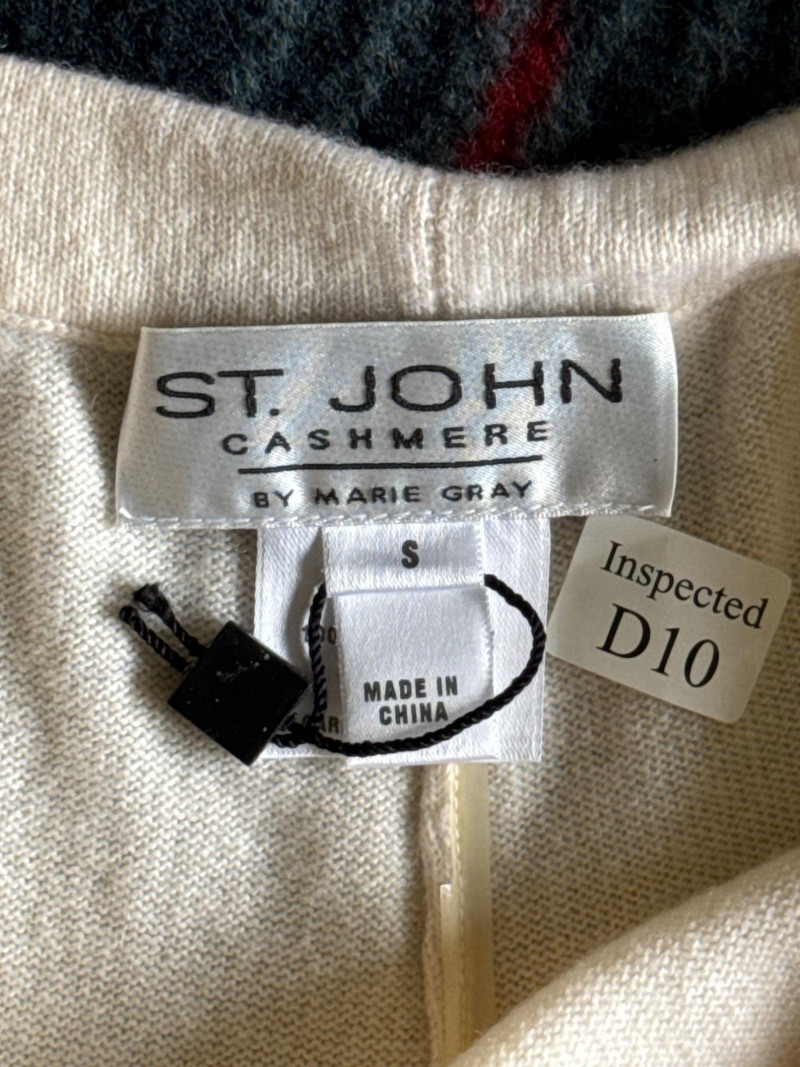 ST. JOHN
CASHMERE
BY MARIE GRAY
S
MADE IN
CHINA
Inspected
D10